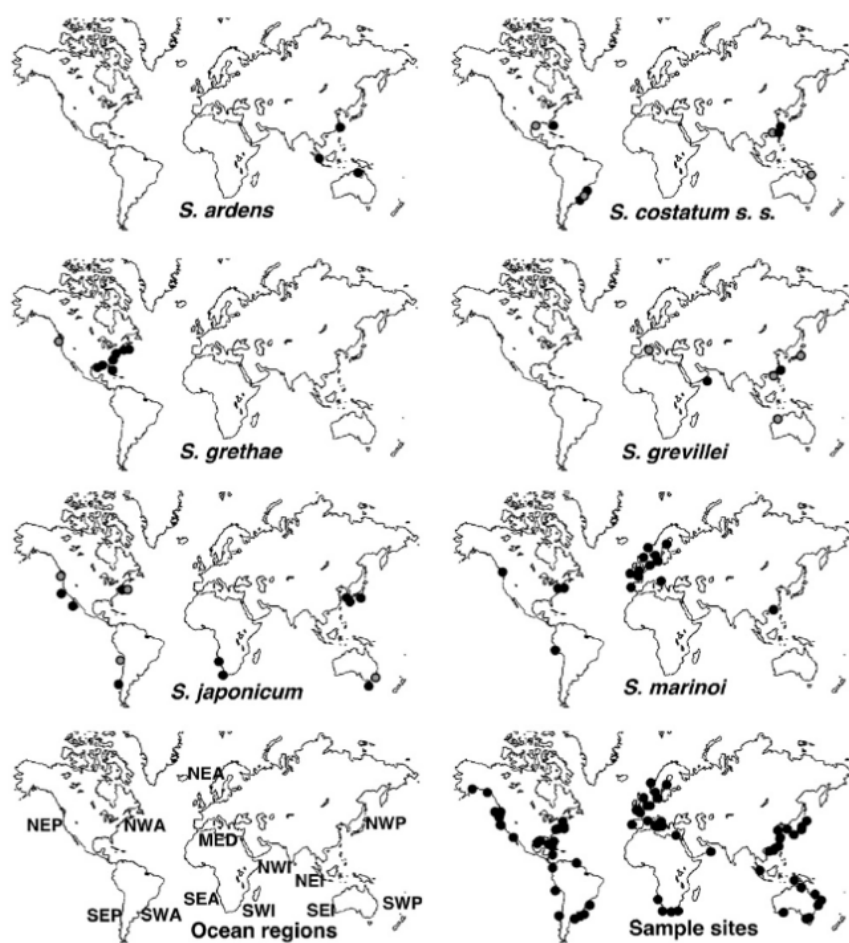 S. ardens
S. costatum s. s.
S. grethae
S. grevillei
S. japonicum
S. marinoi
NEA
NEP
NWA
MED
NWP
NWI
NEI
SEA
SEP
SWA
SWI
SEI
SWP
Ocean regions
Sample sites